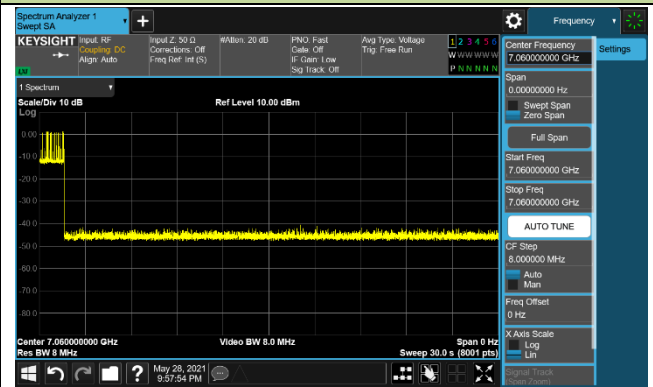 Spectrum Analyzer 1
Swept SA
Frequency
KEYSIGHT Input: RF
Coupling: DC
Align: Auto
Input Z: 50 Ω
Corrections: Off
Freq Ref: Int (S)
#Atten: 20 dB
PNO: Fast
Gate: Off
IF Gain: Low
Sig Track: Off
Avg Type: Voltage
Trig: Free Run
1 2 3 4 5 6
W W W W W W
P N N N N N
LXI
1 Spectrum
Scale/Div 10 dB
Ref Level 10.00 dBm
Log
0.00
-10.0
-20.0
-30.0
-40.0
-50.0
-60.0
-70.0
-80.0
Center 7.060000000 GHz
Video BW 8.0 MHz
Span 0 Hz
Res BW 8 MHz
Sweep 30.0 s (8001 pts)
Center Frequency
7.060000000 GHz
Settings
Span
0.00000000 Hz
Swept Span
Zero Span
Full Span
Start Freq
7.060000000 GHz
Stop Freq
7.060000000 GHz
AUTO TUNE
CF Step
8.000000 MHz
Auto
Man
Freq Offset
0 Hz
X Axis Scale
Log
Lin
Signal Track
(Span Zoom)
May 28, 2021
9:57:54 PM